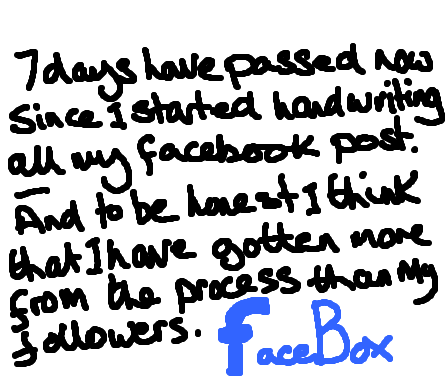 7 days have passed now
Since I started handwriting
all my facebook post.
And to be honest I think
that I have gotten more
from the process than My
followers.
faceBox